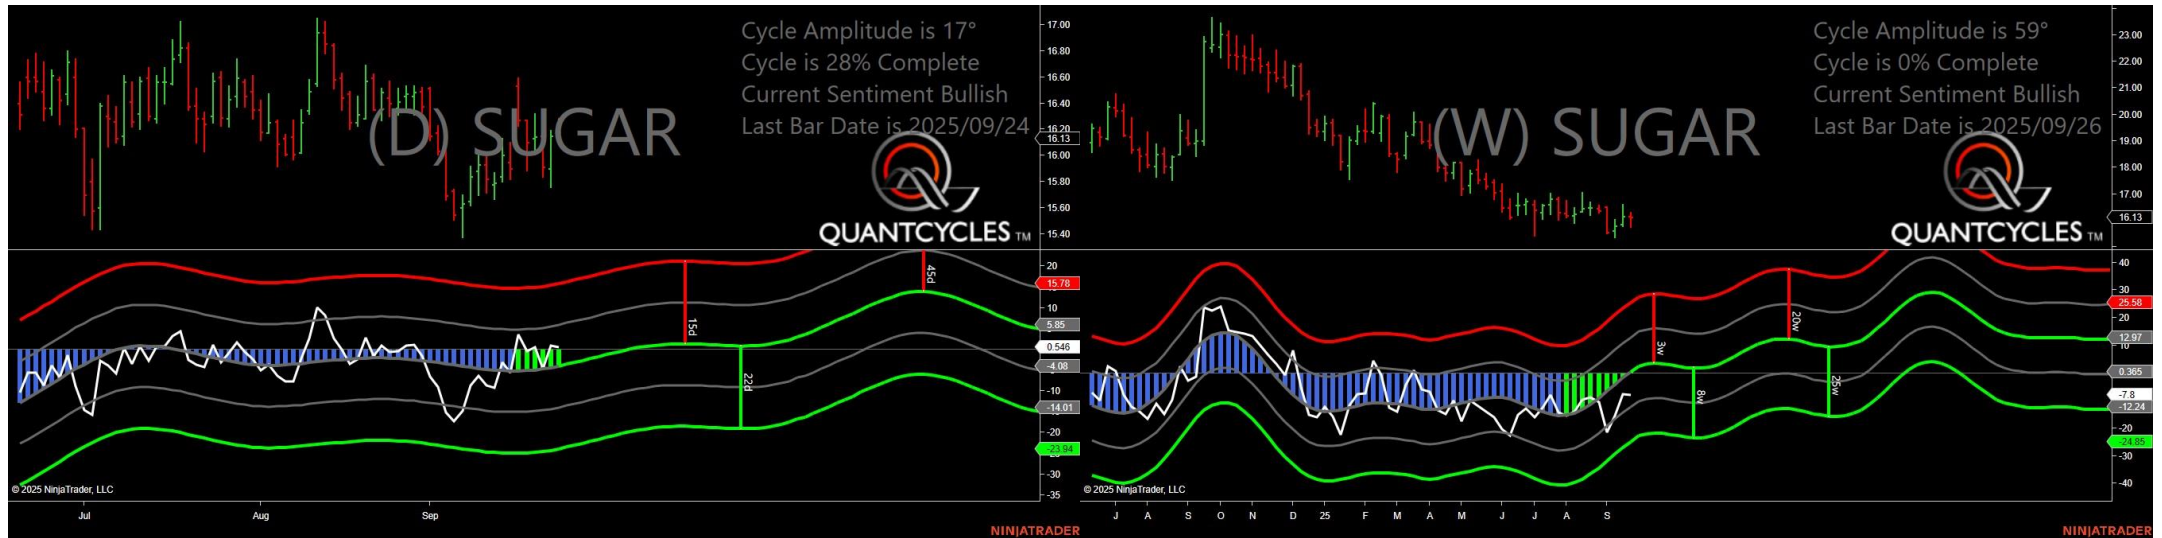 Cycle Amplitude is 17°
Cycle is 28% Complete
Current Sentiment Bullish
Last Bar Date is 2025/09/24
(D) SUGAR
QUANTCYCLES TM
17.00
16.80
16.60
16.40
16.20
16.13
16.00
15.80
15.60
15.40
45d
15d
22d
20
15.78
10
5.85
0.546
-4.08
-10
-14.01
-20
-23.94
-30
-35
© 2025 NinjaTrader, LLC
Jul
Aug
Sep
NINJATRADER
Cycle Amplitude is 59°
Cycle is 0% Complete
Current Sentiment Bullish
Last Bar Date is 2025/09/26
(W) SUGAR
QUANTCYCLES TM
23.00
22.00
21.00
20.00
19.00
18.00
17.00
16.13
3w
20w
8w
25w
40
30
25.58
20
12.97
10
0.365
-7.8
-12.24
-20
-24.85
-30
-40
© 2025 NinjaTrader, LLC
J
A
S
O
N
D
25
F
M
A
M
J
J
A
S
NINJATRADER